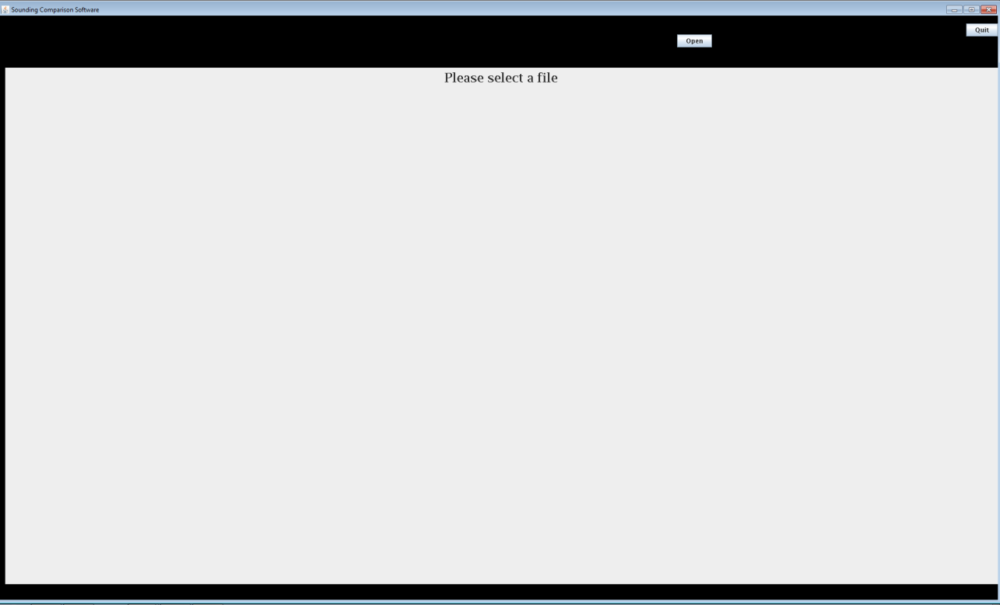 Sounding Comparison Software
Quit
Open
Please select a file